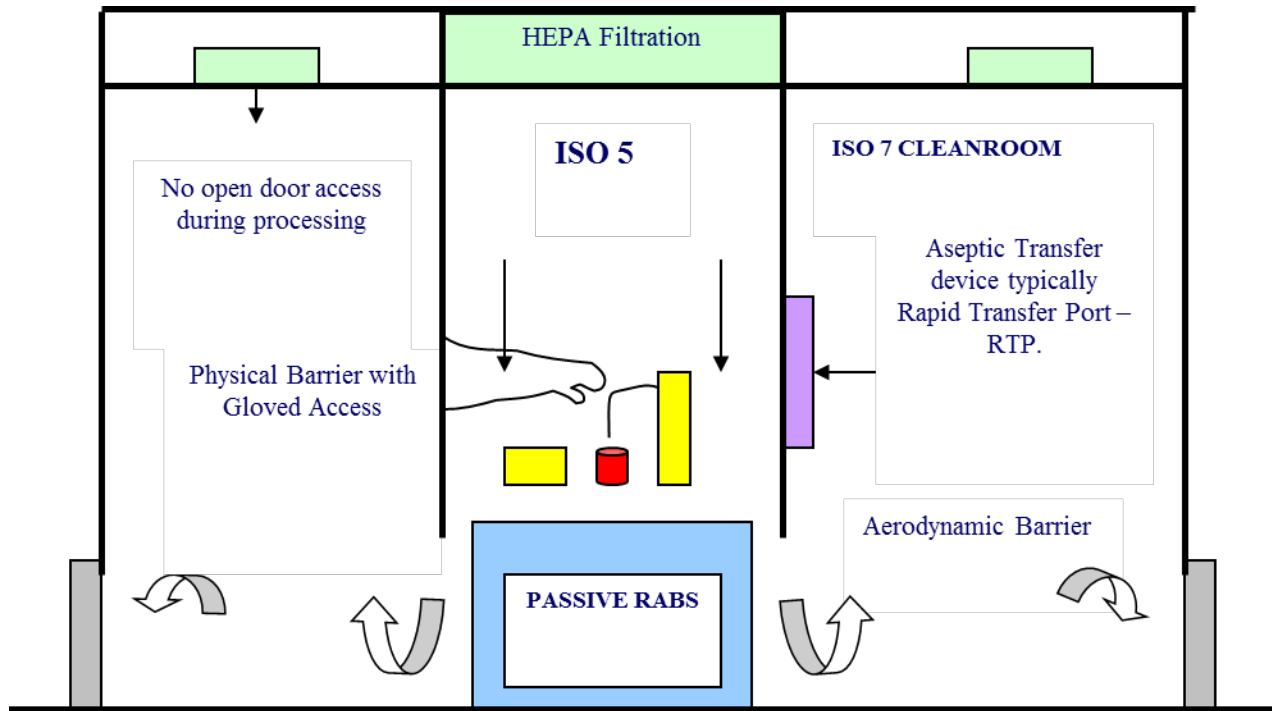 HEPA Filtration
ISO 5
ISO 7 CLEANROOM
No open door access
during processing
Aseptic Transfer
device typically
Rapid Transfer Port –
RTP.
Physical Barrier with
Gloved Access
Aerodynamic Barrier
PASSIVE RABS